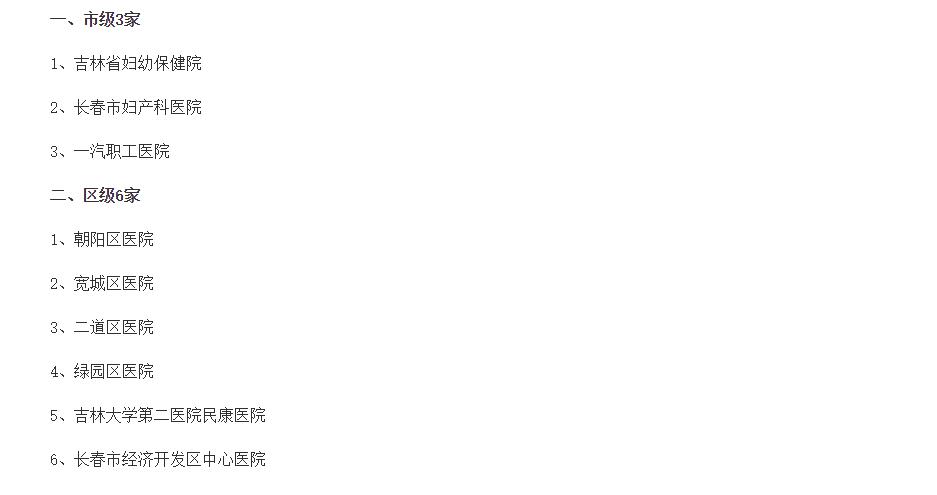 一、市级3家
1、吉林省妇幼保健院
2、长春市妇产科医院
3、一汽职工医院
二、区级6家
1、朝阳区医院
2、宽城区医院
3、二道区医院
4、绿园区医院
5、吉林大学第二医院民康医院
6、长春市经济开发区中心医院